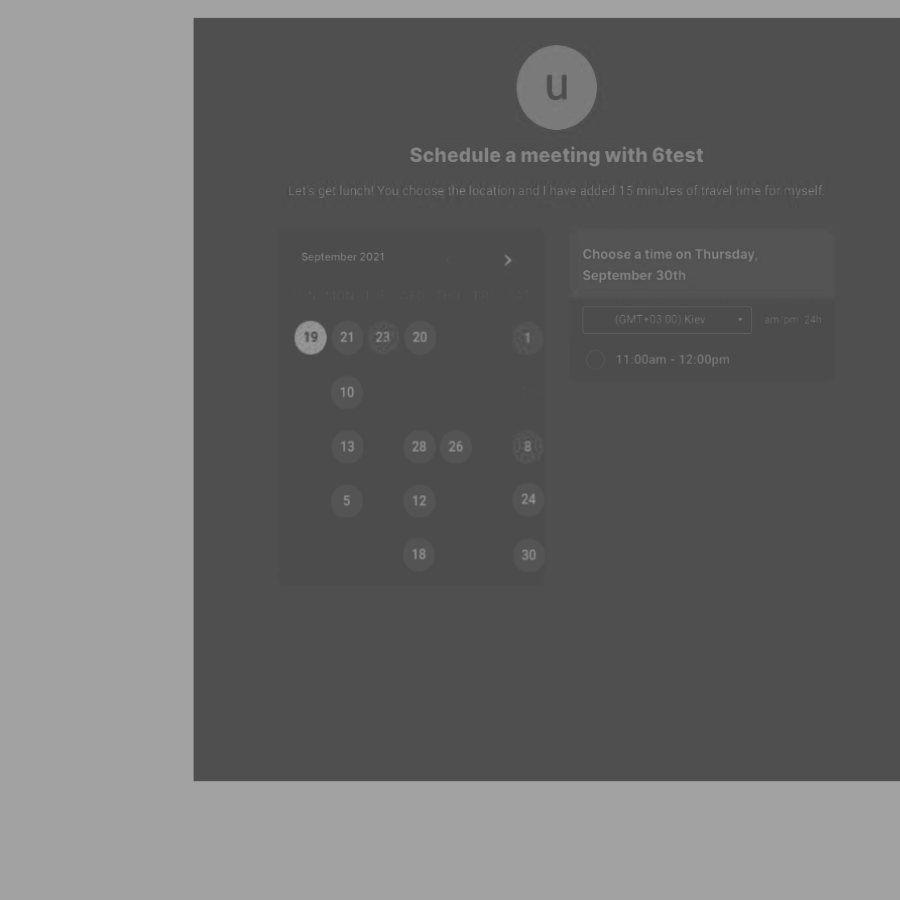 u
Schedule a meeting with 6test
Let's get lunch! You choose the location and I have added 15 minutes of travel time for myself
September 2021
19 21 23 20 1
10
13 28 26 8
5 12 24
18 30
Choose a time on Thursday,
September 30th
(GMT+03:00) Kiev
am/pm 24h
11:00am - 12:00pm